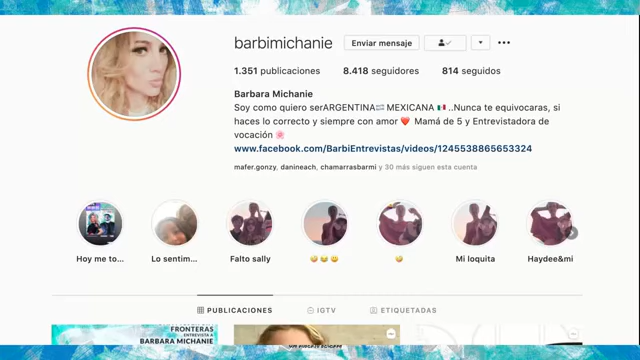 barbimichanie Enviar mensaje
1.351 publicaciones 8.418 seguidores 814 seguidos
Barbara Michanie
Soy como quiero serARGENTINA🇦🇷 MEXICANA 🇲🇽 ..Nunca te equivocaras, si
haces lo correcto y siempre con amor ❤️ Mamá de 5 y Entrevistadora de
vocación 🌸
www.facebook.com/BarbiEntrevistas/videos/1245538865653324
mafer.gonzy, danineach, chamarrasbarmi y 30 más siguen esta cuenta
Hoy me to... Lo sentim... Falto sally 🤣😂😃 🤣 Mi loquita Haydee&mi
PUBLICACIONES IGTV ETIQUETADAS
FRONTERAS
ENTREVISTA A
BARBARA MICHANIE